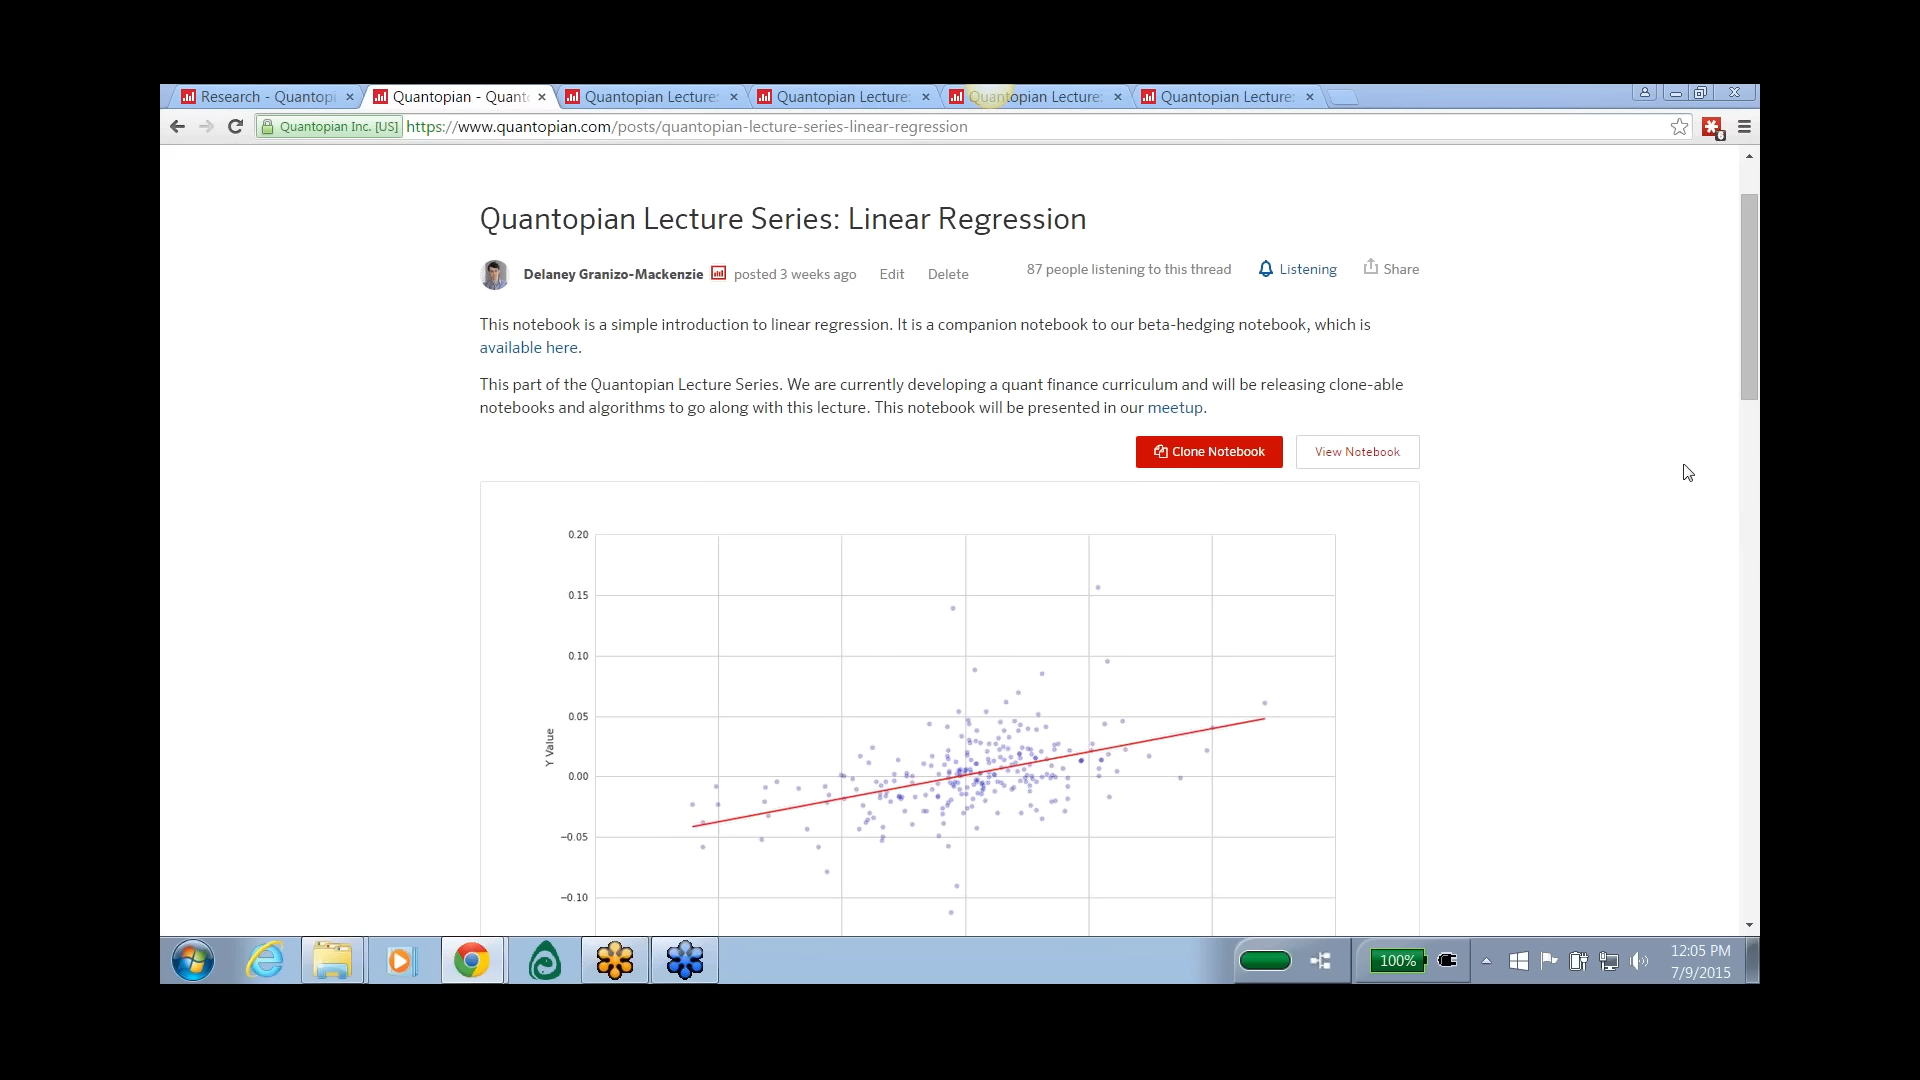 Research - Quantopi
Quantopian - Quant
Quantopian Lecture:
Quantopian Lecture:
Quantopian Lecture:
Quantopian Lecture:
Quantopian Inc. [US] https://www.quantopian.com/posts/quantopian-lecture-series-linear-regression
Quantopian Lecture Series: Linear Regression
Delaney Granizo-Mackenzie posted 3 weeks ago Edit Delete 87 people listening to this thread Listening Share
This notebook is a simple introduction to linear regression. It is a companion notebook to our beta-hedging notebook, which is
available here.
This part of the Quantopian Lecture Series. We are currently developing a quant finance curriculum and will be releasing clone-able
notebooks and algorithms to go along with this lecture. This notebook will be presented in our meetup.
Clone Notebook View Notebook
0.20
0.15
0.10
0.05
0.00
−0.05
−0.10
Y Value
100%
12:05 PM
7/9/2015